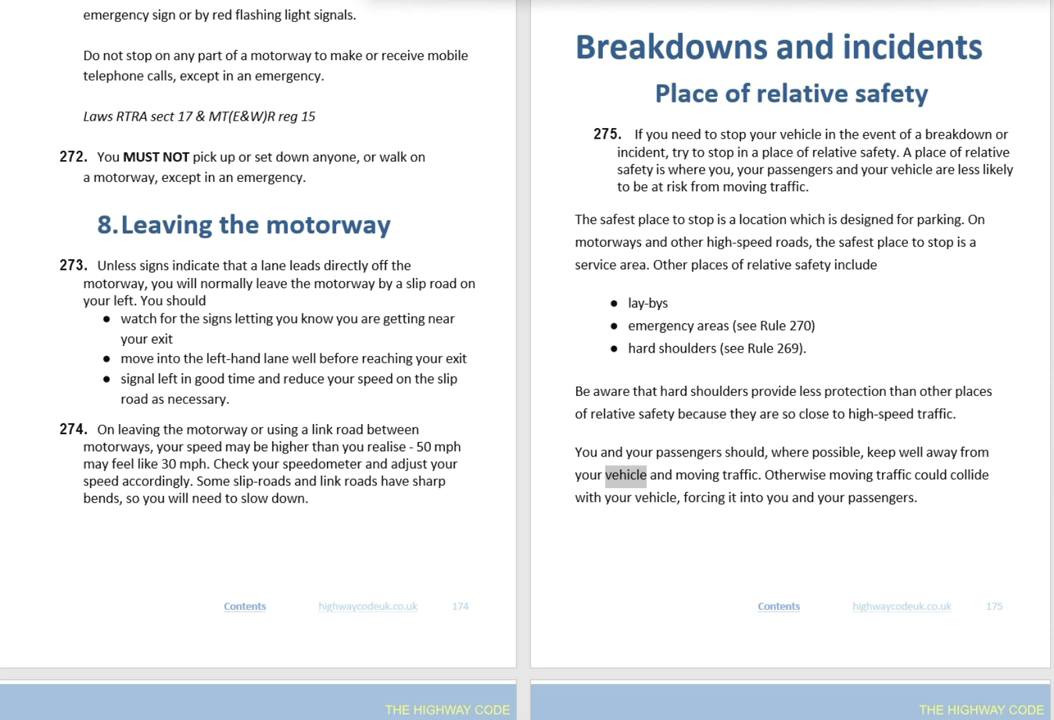 emergency sign or by red flashing light signals.
Do not stop on any part of a motorway to make or receive mobile
telephone calls, except in an emergency.
Laws RTRA sect 17 & MT(E&W)R reg 15
272. You MUST NOT pick up or set down anyone, or walk on
a motorway, except in an emergency.
8.Leaving the motorway
273. Unless signs indicate that a lane leads directly off the
motorway, you will normally leave the motorway by a slip road on
your left. You should
● watch for the signs letting you know you are getting near
your exit
● move into the left-hand lane well before reaching your exit
● signal left in good time and reduce your speed on the slip
road as necessary.
274. On leaving the motorway or using a link road between
motorways, your speed may be higher than you realise - 50 mph
may feel like 30 mph. Check your speedometer and adjust your
speed accordingly. Some slip-roads and link roads have sharp
bends, so you will need to slow down.
Contents highwaycodeuk.co.uk 174
THE HIGHWAY CODE
Breakdowns and incidents
Place of relative safety
275. If you need to stop your vehicle in the event of a breakdown or
incident, try to stop in a place of relative safety. A place of relative
safety is where you, your passengers and your vehicle are less likely
to be at risk from moving traffic.
The safest place to stop is a location which is designed for parking. On
motorways and other high-speed roads, the safest place to stop is a
service area. Other places of relative safety include
● lay-bys
● emergency areas (see Rule 270)
● hard shoulders (see Rule 269).
Be aware that hard shoulders provide less protection than other places
of relative safety because they are so close to high-speed traffic.
You and your passengers should, where possible, keep well away from
your vehicle and moving traffic. Otherwise moving traffic could collide
with your vehicle, forcing it into you and your passengers.
Contents highwaycodeuk.co.uk 175
THE HIGHWAY CODE